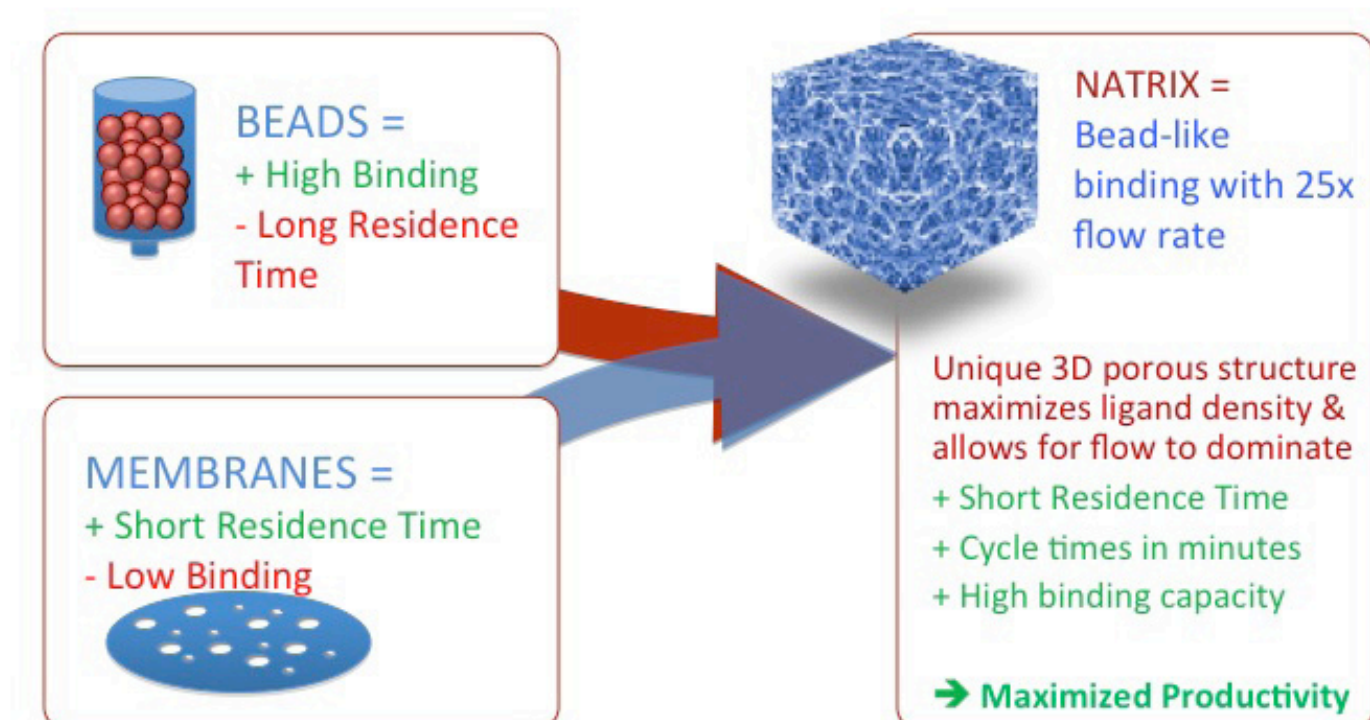 BEADS =
+ High Binding
- Long Residence
Time
MEMBRANES =
+ Short Residence Time
- Low Binding
NATRIX =
Bead-like
binding with 25x
flow rate
Unique 3D porous structure
maximizes ligand density &
allows for flow to dominate
+ Short Residence Time
+ Cycle times in minutes
+ High binding capacity
➔ Maximized Productivity